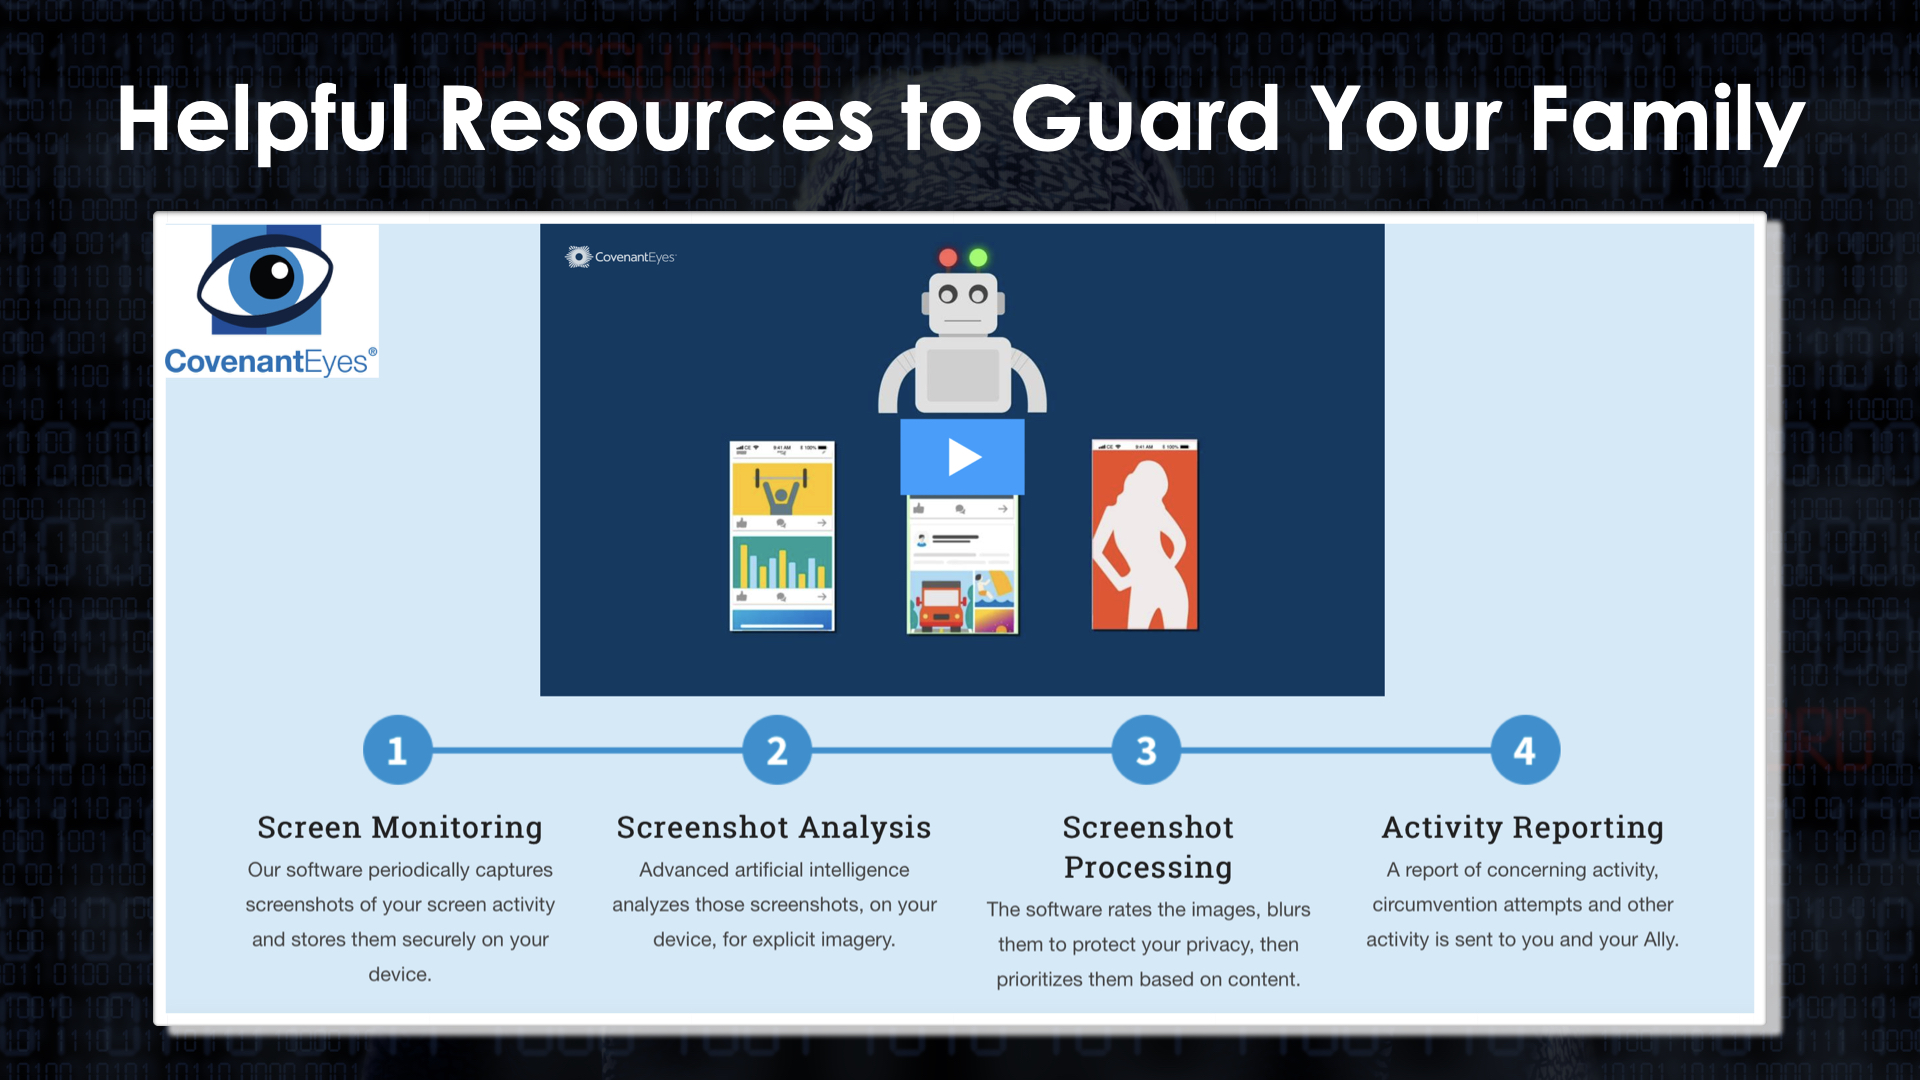 Helpful Resources to Guard Your Family
CovenantEyes®
CovenantEyes
PASSWORD
1
2
3
4
Screen Monitoring
Our software periodically captures
screenshots of your screen activity
and stores them securely on your
device.
Screenshot Analysis
Advanced artificial intelligence
analyzes those screenshots, on your
device, for explicit imagery.
Screenshot
Processing
The software rates the images, blurs
them to protect your privacy, then
prioritizes them based on content.
Activity Reporting
A report of concerning activity,
circumvention attempts and other
activity is sent to you and your Ally.